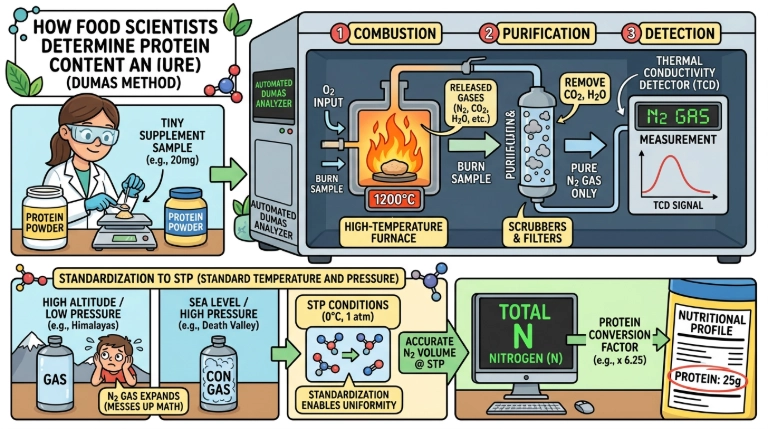 HOW FOOD SCIENTISTS
DETERMINE PROTEIN
CONTENT AN IURE)
(DUMAS METHOD)
TINY
SUPPLEMENT
SAMPLE
(e.g., 20mg)
PROTEIN
POWDER
PROTEIN
POWDER
AUTOMATED
DUMAS
ANALYZER
AUTOMATED
DUMAS
ANALYZER
1 COMBUSTION
O₂
INPUT
BURN
SAMPLE
1200°C
HIGH-TEMPERATURE
FURNACE
RELEASED
GASES
(N₂, CO₂,
H₂O, etc.)
BURN
SAMPLE
2 PURIFICATION
REMOVE
CO₂, H₂O
PURE
N₂ GAS
ONLY
SCRUBBERS
& FILTERS
3 DETECTION
THERMAL
CONDUCTIVITY
DETECTOR (TCD)
N₂ GAS
MEASUREMENT
TCD SIGNAL
STANDARDIZATION TO STP (STANDARD TEMPERATURE AND PRESSURE)
HIGH ALTITUDE /
LOW PRESSURE
(e.g., Himalayas)
GAS
N₂ GAS EXPANDS
(MESSES UP MATH)
SEA LEVEL /
HIGH PRESSURE
(e.g., Death Valley)
CON
GAS
STP CONDITIONS
(0°C, 1 atm)
STANDARDIZATION
ENABLES UNIFORMITY
ACCURATE
N₂ VOLUME
@ STP
TOTAL
N
NITROGEN (N)
PROTEIN
CONVERSION
FACTOR
(e.g., x 6.25)
NUTRITIONAL
PROFILE
PROTEIN: 25g